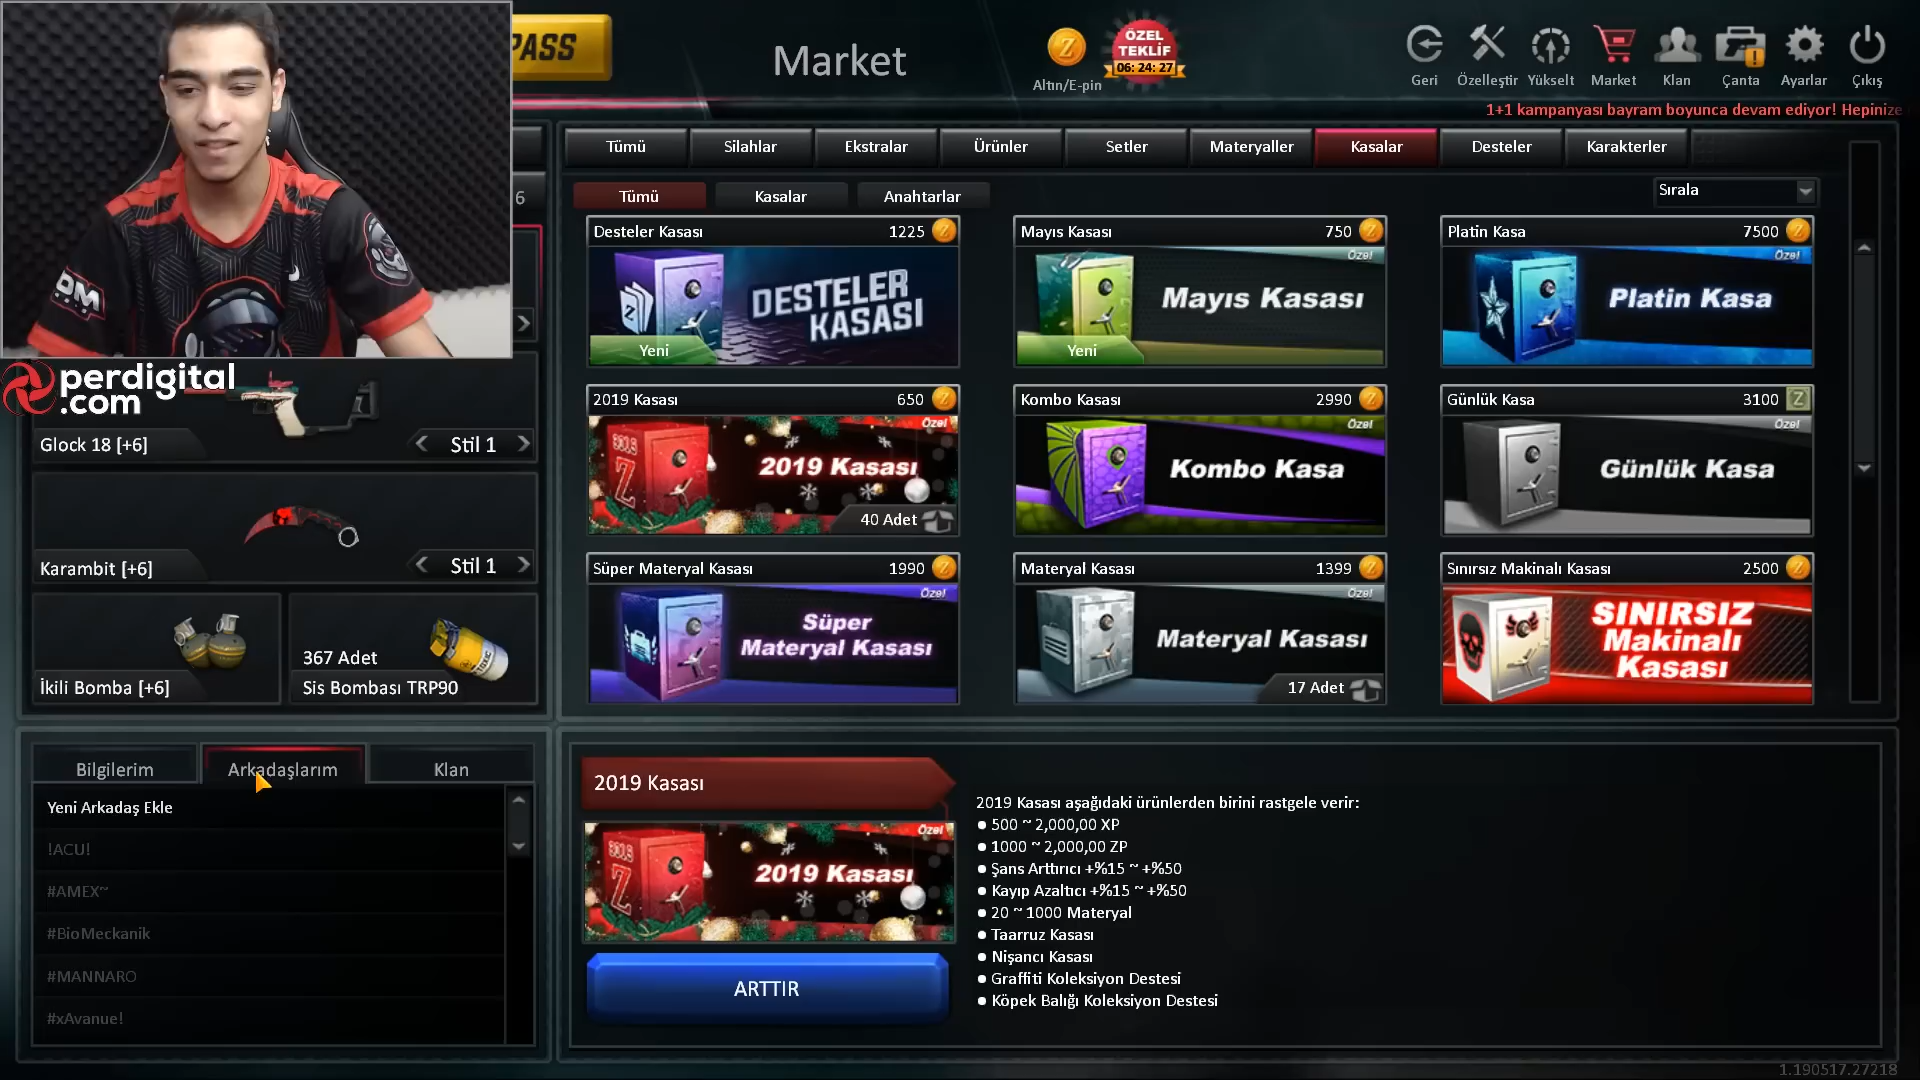 PASS
Market
Altın/E-pin
ÖZEL
TEKLİF
06: 24: 27
Geri
Özelleştir
Yükselt
Market
Klan
Çanta
Ayarlar
Çıkış
1+1 kampanyası bayram boyunca devam ediyor! Hepinize
Tümü
Silahlar
Ekstralar
Ürünler
Setler
Materyaller
Kasalar
Desteler
Karakterler
Tümü
Kasalar
Anahtarlar
Sırala
6
DM
Desteler Kasası 1225
DESTELER
KASASI
Yeni
Mayıs Kasası 750
Özel
Mayıs Kasası
Yeni
Platin Kasa 7500
Özel
Platin Kasa
perdigital
.com
2019 Kasası 650
Özel
2019 Kasası
40 Adet
Kombo Kasası 2990
Özel
Kombo Kasa
Günlük Kasa 3100
Özel
Günlük Kasa
Glock 18 [+6]
Stil 1
Karambit [+6]
Stil 1
Süper Materyal Kasası 1990
Özel
Süper
Materyal Kasası
Materyal Kasası 1399
Özel
Materyal Kasası
17 Adet
Sınırsız Makinalı Kasası 2500
SINIRSIZ
Makinalı
Kasası
İkili Bomba [+6]
367 Adet
Sis Bombası TRP90
Bilgilerim
Arkadaşlarım
Klan
Yeni Arkadaş Ekle
!ACU!
#AMEX~
#BioMeckanik
#MANNARO
#xAvanue!
2019 Kasası
Özel
2019 Kasası
ARTTIR
2019 Kasası aşağıdaki ürünlerden birini rastgele verir:
● 500 ~ 2,000,00 XP
● 1000 ~ 2,000,00 ZP
● Şans Arttırıcı +%15 ~ +%50
● Kayıp Azaltıcı +%15 ~ +%50
● 20 ~ 1000 Materyal
● Taarruz Kasası
● Nişancı Kasası
● Graffiti Koleksiyon Destesi
● Köpek Balığı Koleksiyon Destesi
1.190517.27218